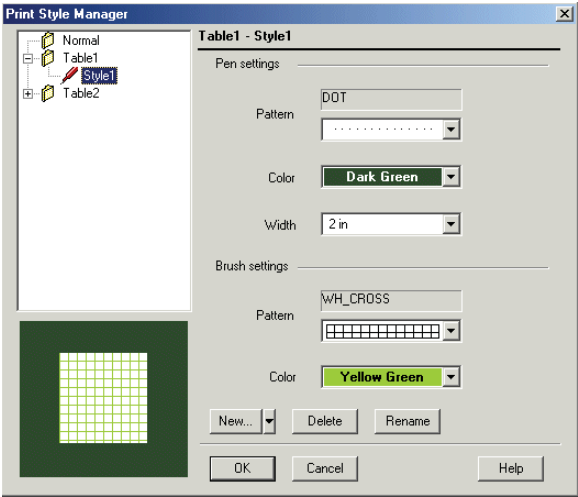 Print Style Manager
Normal
Table1
Style1
Table2
Table1 - Style1
Pen settings
DOT
Pattern
Color
Dark Green
Width
2 in
Brush settings
WH_CROSS
Pattern
Color
Yellow Green
New...
Delete
Rename
OK
Cancel
Help